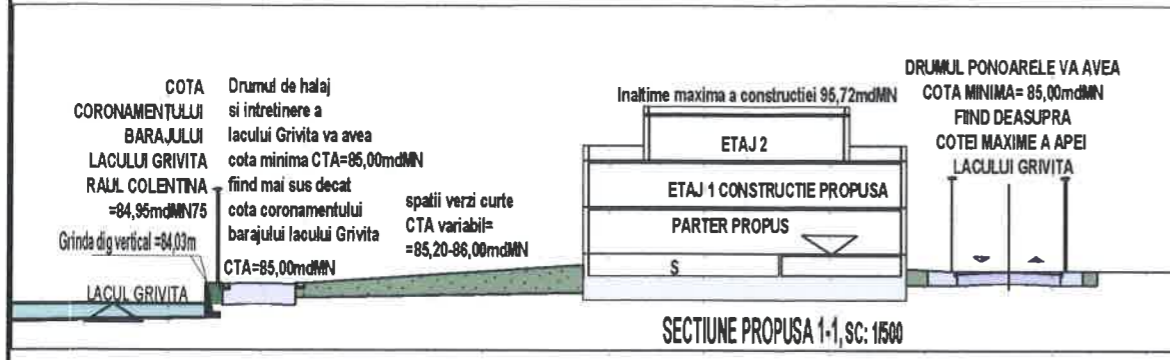 COTA
CORONAMENTULUI
BARAJULUI
LACULUI GRIVITA
RAUL COLENTINA
=84,95mdMN75
Grinda dig vertical =84,03m
LACUL GRIVITA
Drumul de halaj
si intretinere a
lacului Grivita va avea
cota minima CTA=85,00mdMN
fiind mai sus decat
cota coronamentului
barajului lacului Grivita
CTA=85,00mdMN
spatii verzi curte
CTA variabil=
=85,20-86,00mdMN
Inaltime maxima a constructiei 95,72mdMN
ETAJ 2
ETAJ 1 CONSTRUCTIE PROPUSA
PARTER PROPUS
S
DRUMUL PONOARELE VA AVEA
COTA MINIMA= 85,00mdMN
FIIND DEASUPRA
COTEI MAXIME A APEI
LACULUI GRIVITA
SECTIUNE PROPUSA 1-1, SC: 1/500